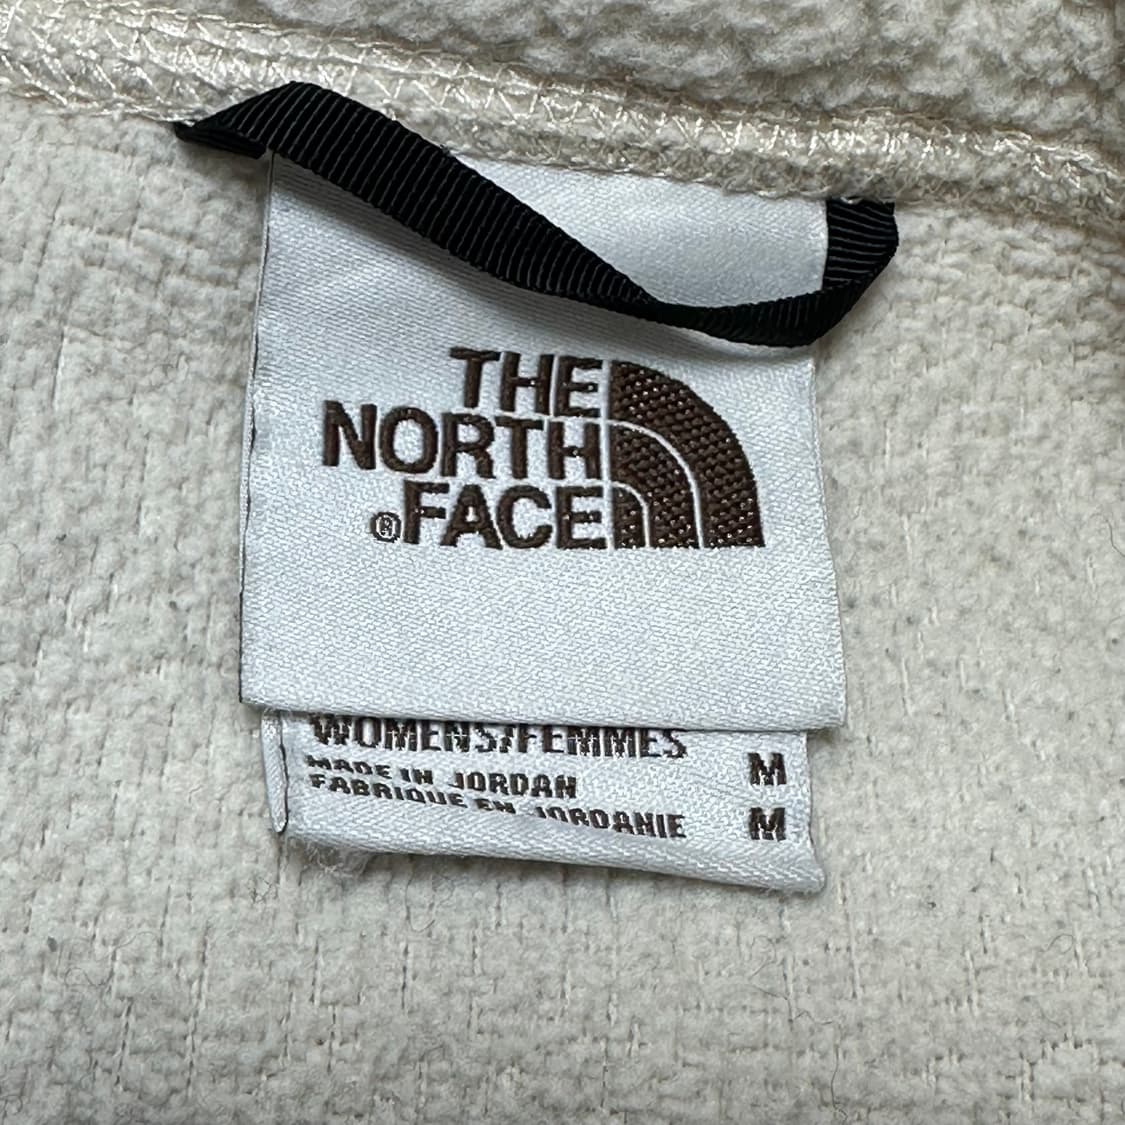 THE
NORTH
®FACE
WOMENS/FEMMES
MADE IN JORDAN M
FABRIQUE EN JORDANIE M